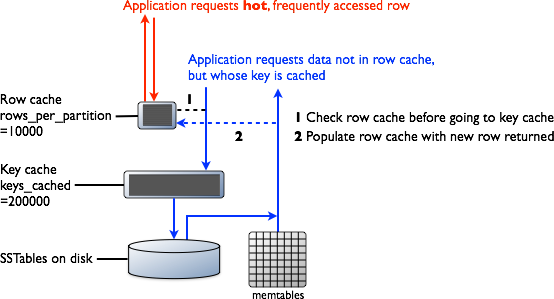 Application requests hot, frequently accessed row
Application requests data not in row cache,
but whose key is cached
Row cache
rows_per_partition
=10000
1
1 Check row cache before going to key cache
2
2 Populate row cache with new row returned
Key cache
keys_cached
=200000
SSTables on disk
memtables